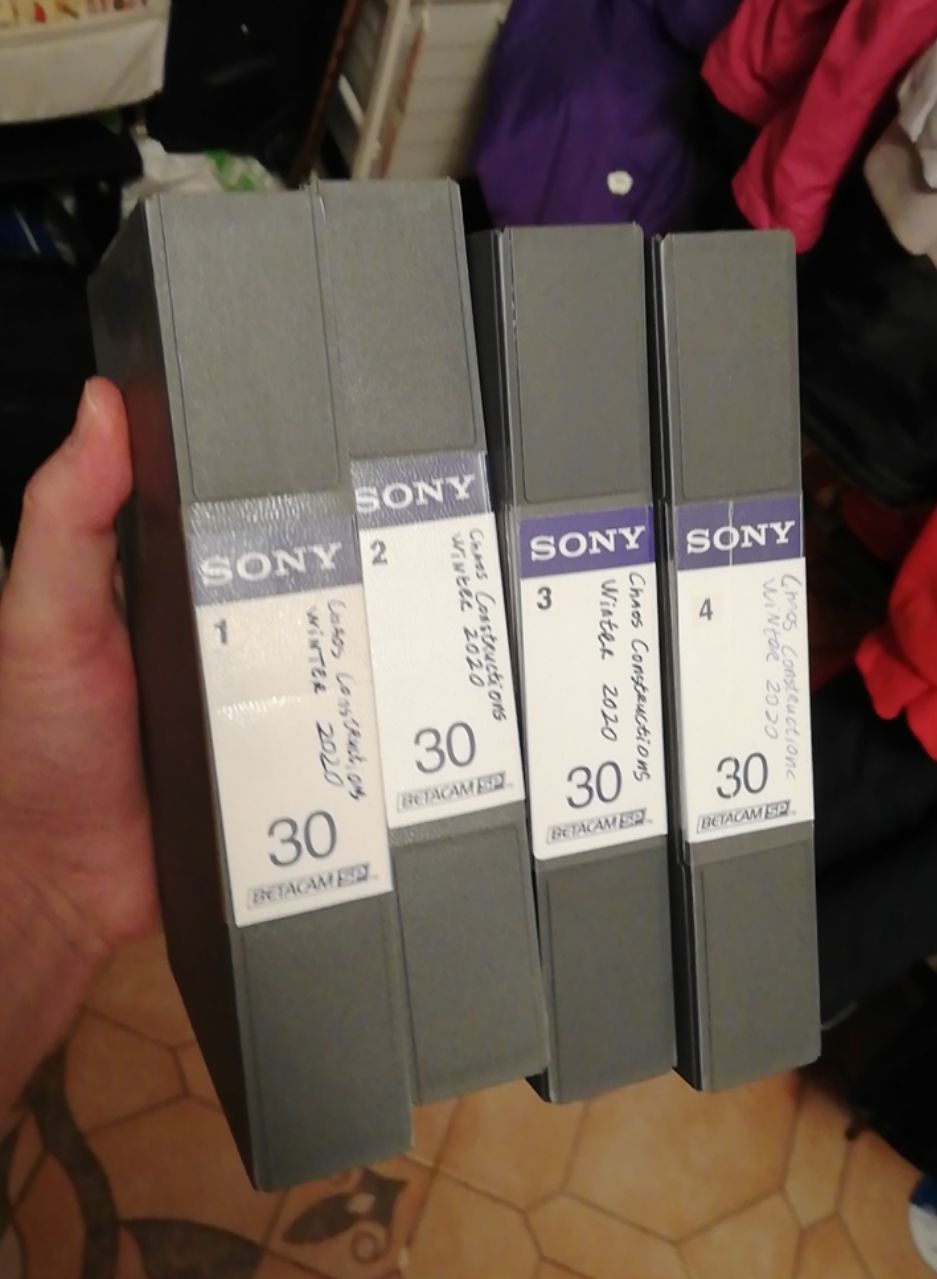 SONY
1
Chaos Constructions
WINTER 2020
30
BETACAM SP
SONY
2
Chaos Constructions
WINTER 2020
30
BETACAM SP
SONY
3
Chaos Constructions
WINTER 2020
30
BETACAM SP
SONY
4
Chaos Constructions
WINTER 2020
30
BETACAM SP